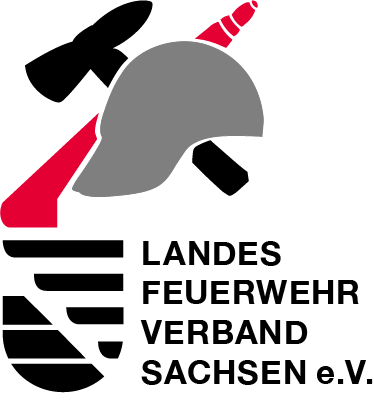 LANDES
FEUERWEHR
VERBAND
SACHSEN e.V.